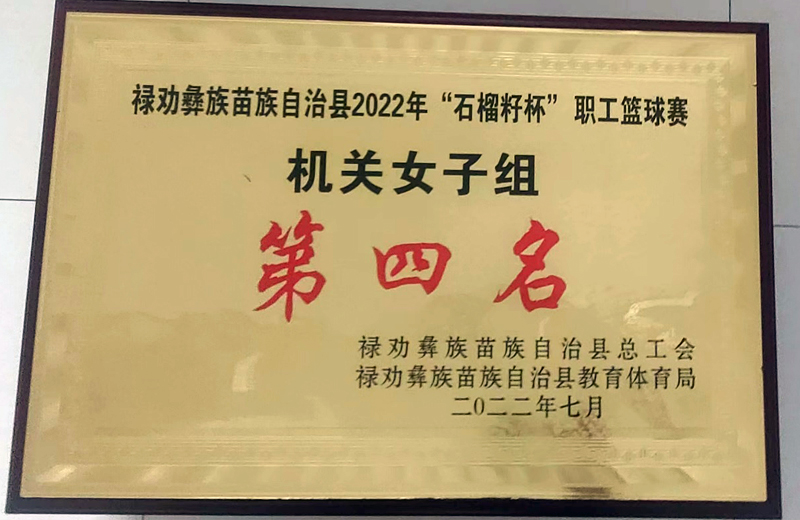 禄劝彝族苗族自治县2022年“石榴籽杯”职工篮球赛
机关女子组
第四名
禄劝彝族苗族自治县总工会
禄劝彝族苗族自治县教育体育局
二0二二年七月